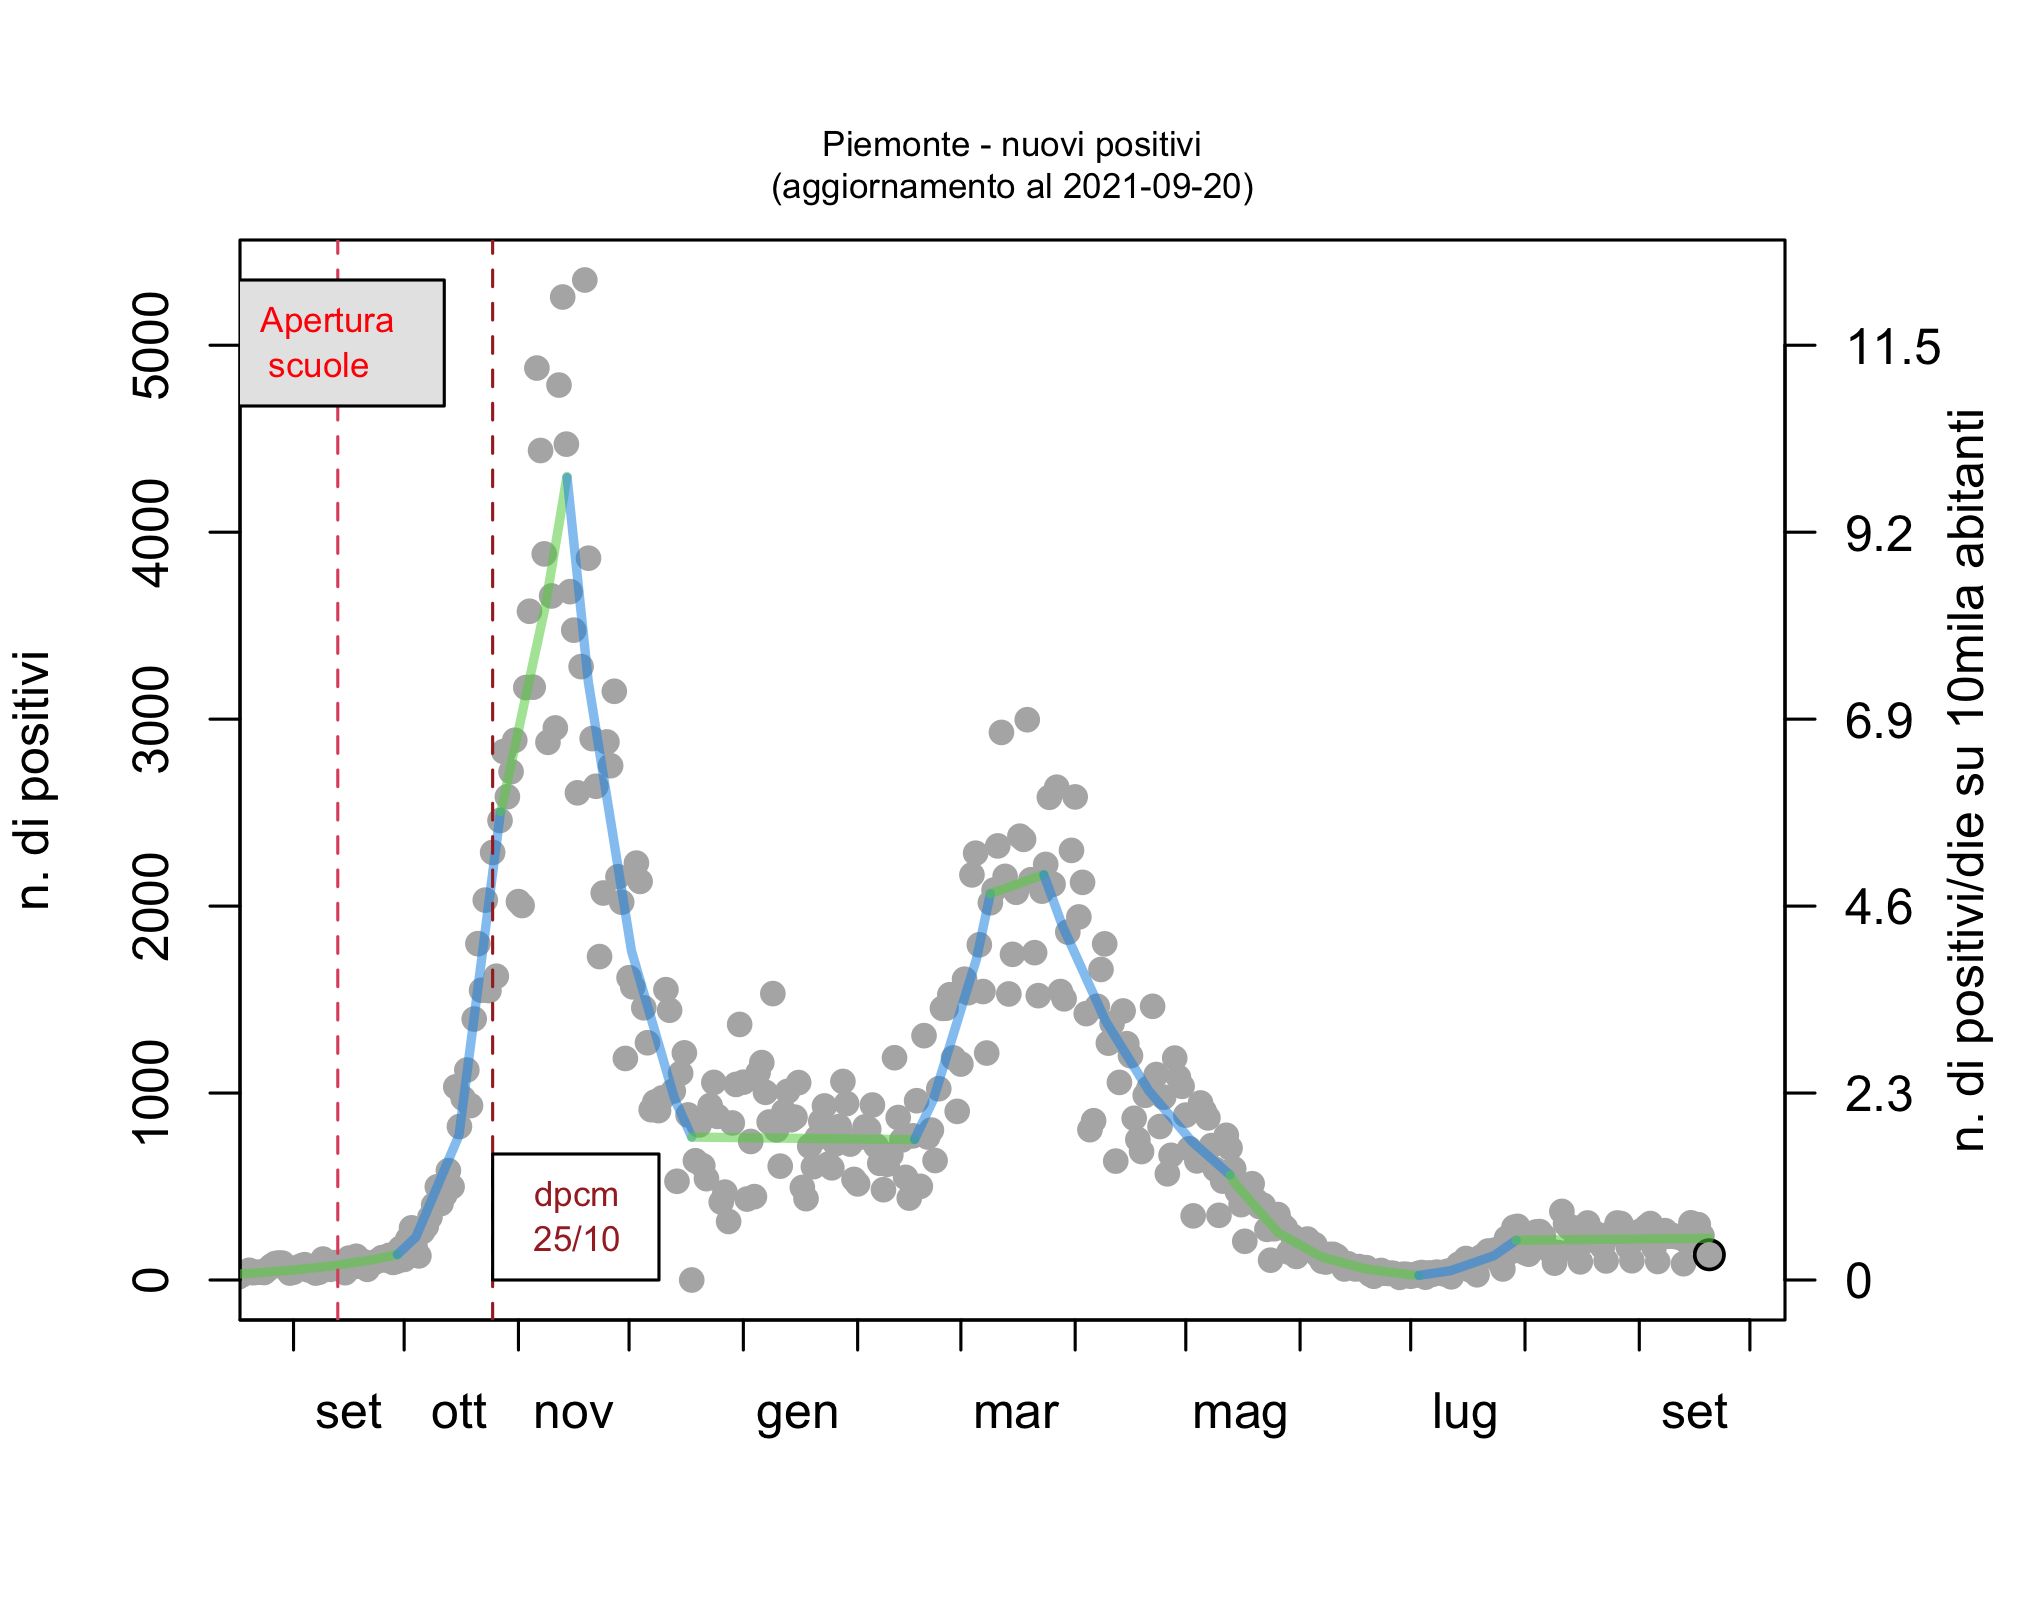 Piemonte - nuovi positivi
(aggiornamento al 2021-09-20)
n. di positivi
5000
4000
3000
2000
1000
0
Apertura
scuole
dpcm
25/10
11.5
9.2
6.9
4.6
2.3
0
n. di positivi/die su 10mila abitanti
set ott nov gen mar mag lug set